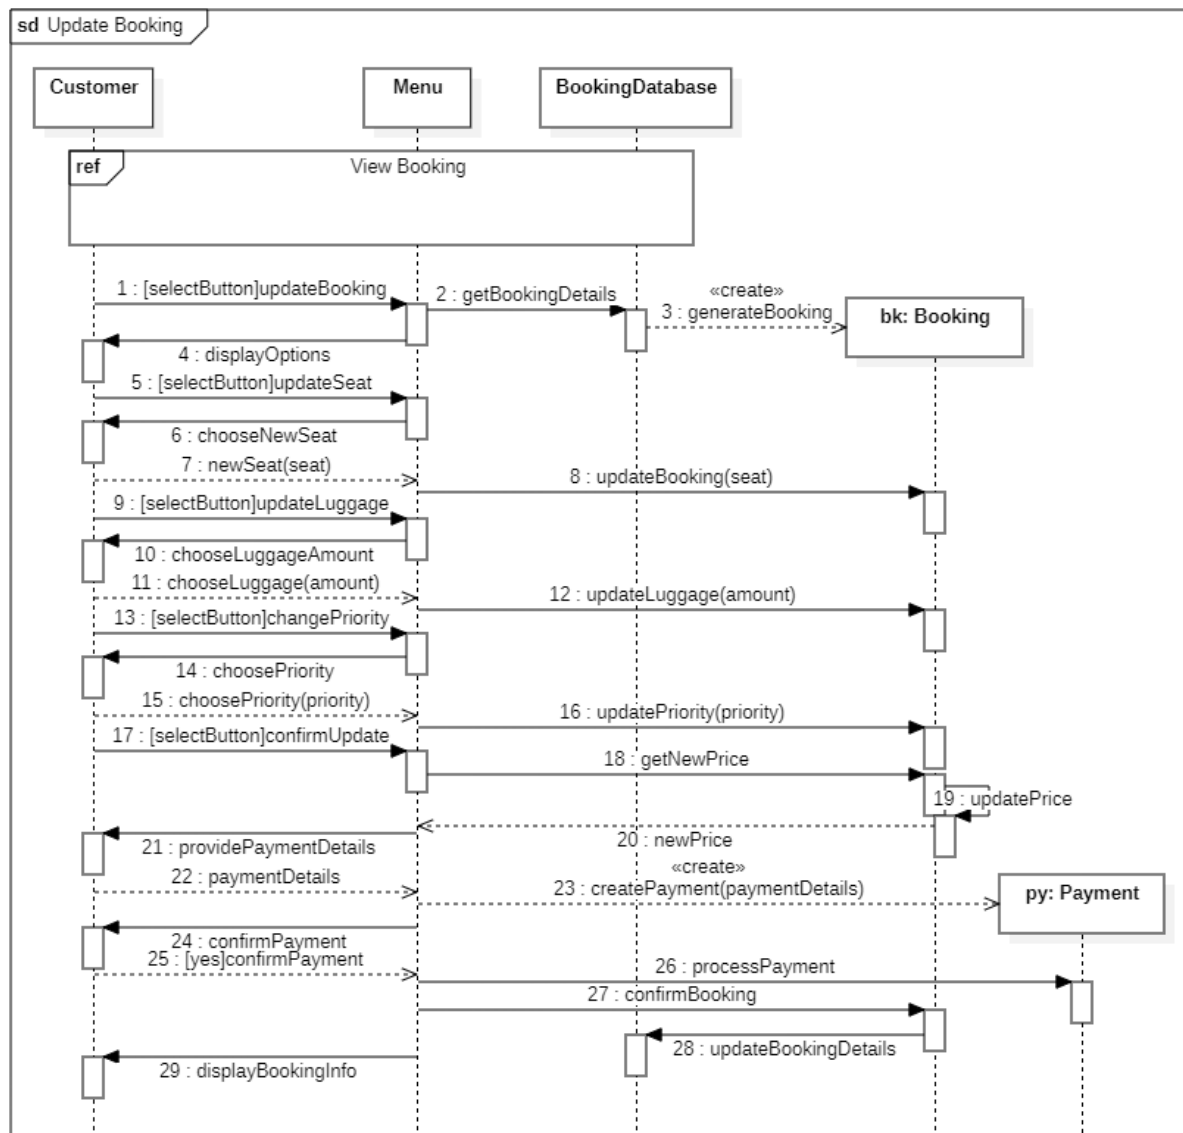 sd Update Booking
Customer
Menu
BookingDatabase
ref
View Booking
1 : [selectButton]updateBooking
2 : getBookingDetails
«create»
3 : generateBooking
bk: Booking
4 : displayOptions
5 : [selectButton]updateSeat
6 : chooseNewSeat
7 : newSeat(seat)
8 : updateBooking(seat)
9 : [selectButton]updateLuggage
10 : chooseLuggageAmount
11 : chooseLuggage(amount)
12 : updateLuggage(amount)
13 : [selectButton]changePriority
14 : choosePriority
15 : choosePriority(priority)
16 : updatePriority(priority)
17 : [selectButton]confirmUpdate
18 : getNewPrice
19 : updatePrice
20 : newPrice
21 : providePaymentDetails
22 : paymentDetails
«create»
23 : createPayment(paymentDetails)
py: Payment
24 : confirmPayment
25 : [yes]confirmPayment
26 : processPayment
27 : confirmBooking
28 : updateBookingDetails
29 : displayBookingInfo